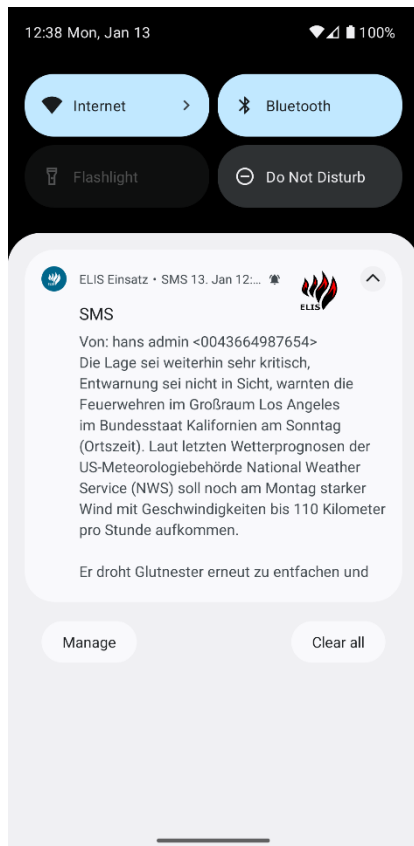 12:38 Mon, Jan 13
100%
Internet
Bluetooth
Flashlight
Do Not Disturb
ELIS Einsatz • SMS 13. Jan 12:...
ELIS
SMS
Von: hans admin <0043664987654>
Die Lage sei weiterhin sehr kritisch,
Entwarnung sei nicht in Sicht, warnten die
Feuerwehren im Großraum Los Angeles
im Bundesstaat Kalifornien am Sonntag
(Ortszeit). Laut letzten Wetterprognosen der
US-Meteorologiebehörde National Weather
Service (NWS) soll noch am Montag starker
Wind mit Geschwindigkeiten bis 110 Kilometer
pro Stunde aufkommen.
Er droht Glutnester erneut zu entfachen und
Manage
Clear all